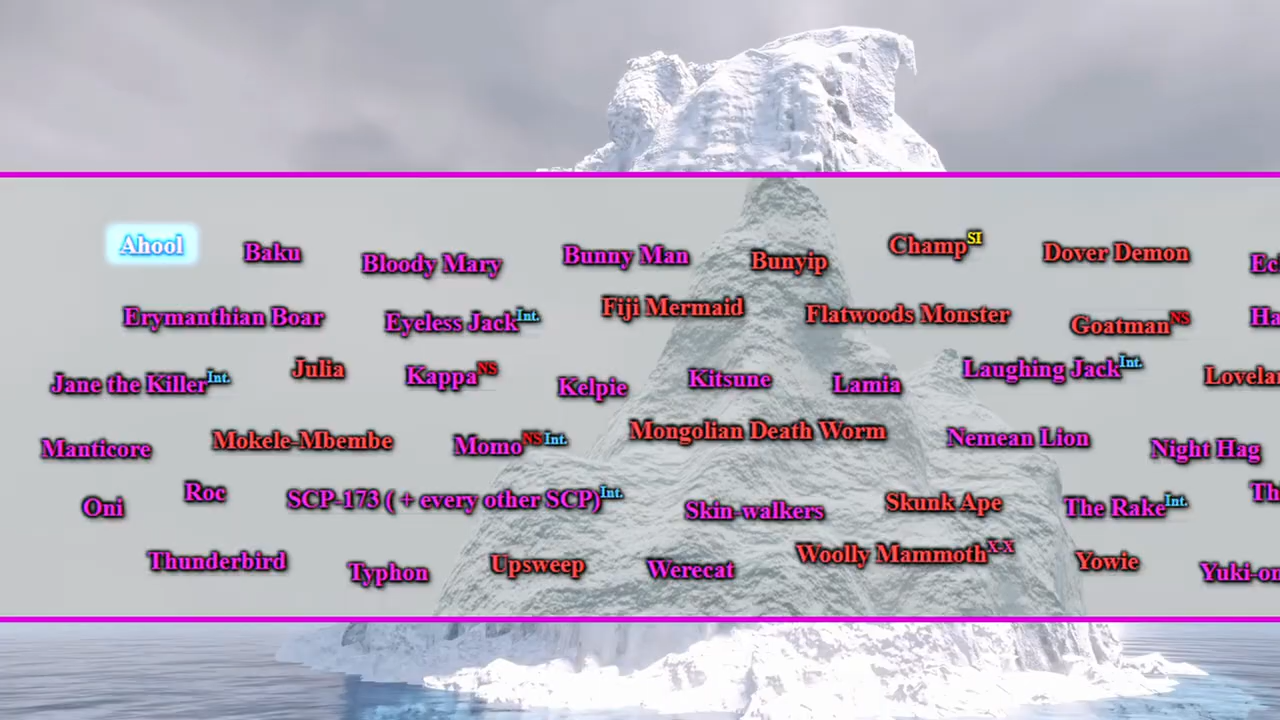 Ahool Baku Bloody Mary Bunny Man Bunyip Champ SI Dover Demon
Erymanthian Boar Eyeless Jack Int. Fiji Mermaid Flatwoods Monster Goatman NS
Jane the Killer Int. Julia Kappa NS Kelpie Kitsune Lamia Laughing Jack Int.
Manticore Mokele-Mbembe Momo NS Int. Mongolian Death Worm Nemean Lion Night Hag
Oni Roc SCP-173 ( + every other SCP) Int. Skin-walkers Skunk Ape The Rake Int.
Thunderbird Typhon Upsweep Werecat Woolly Mammoth X-X Yowie